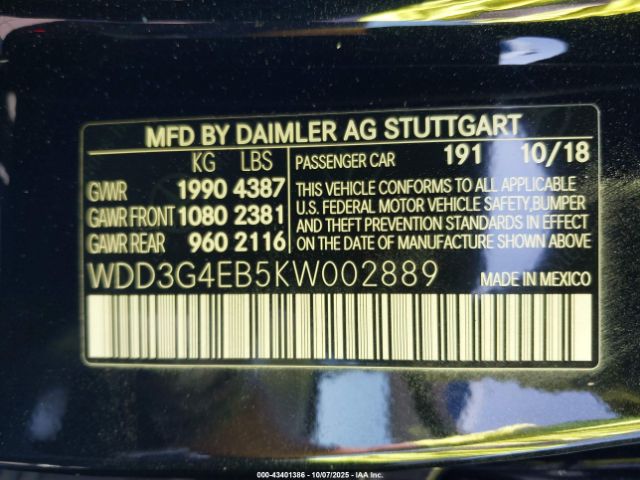 MFD BY DAIMLER AG STUTTGART
KG LBS
GVWR 1990 4387
GAWR FRONT 1080 2381
GAWR REAR 960 2116
PASSENGER CAR 191 10/18
THIS VEHICLE CONFORMS TO ALL APPLICABLE
U.S. FEDERAL MOTOR VEHICLE SAFETY,BUMPER
AND THEFT PREVENTION STANDARDS IN EFFECT
ON THE DATE OF MANUFACTURE SHOWN ABOVE.
WDD3G4EB5KW002889
MADE IN MEXICO
000-43401386 - 10/07/2025 - IAA Inc.